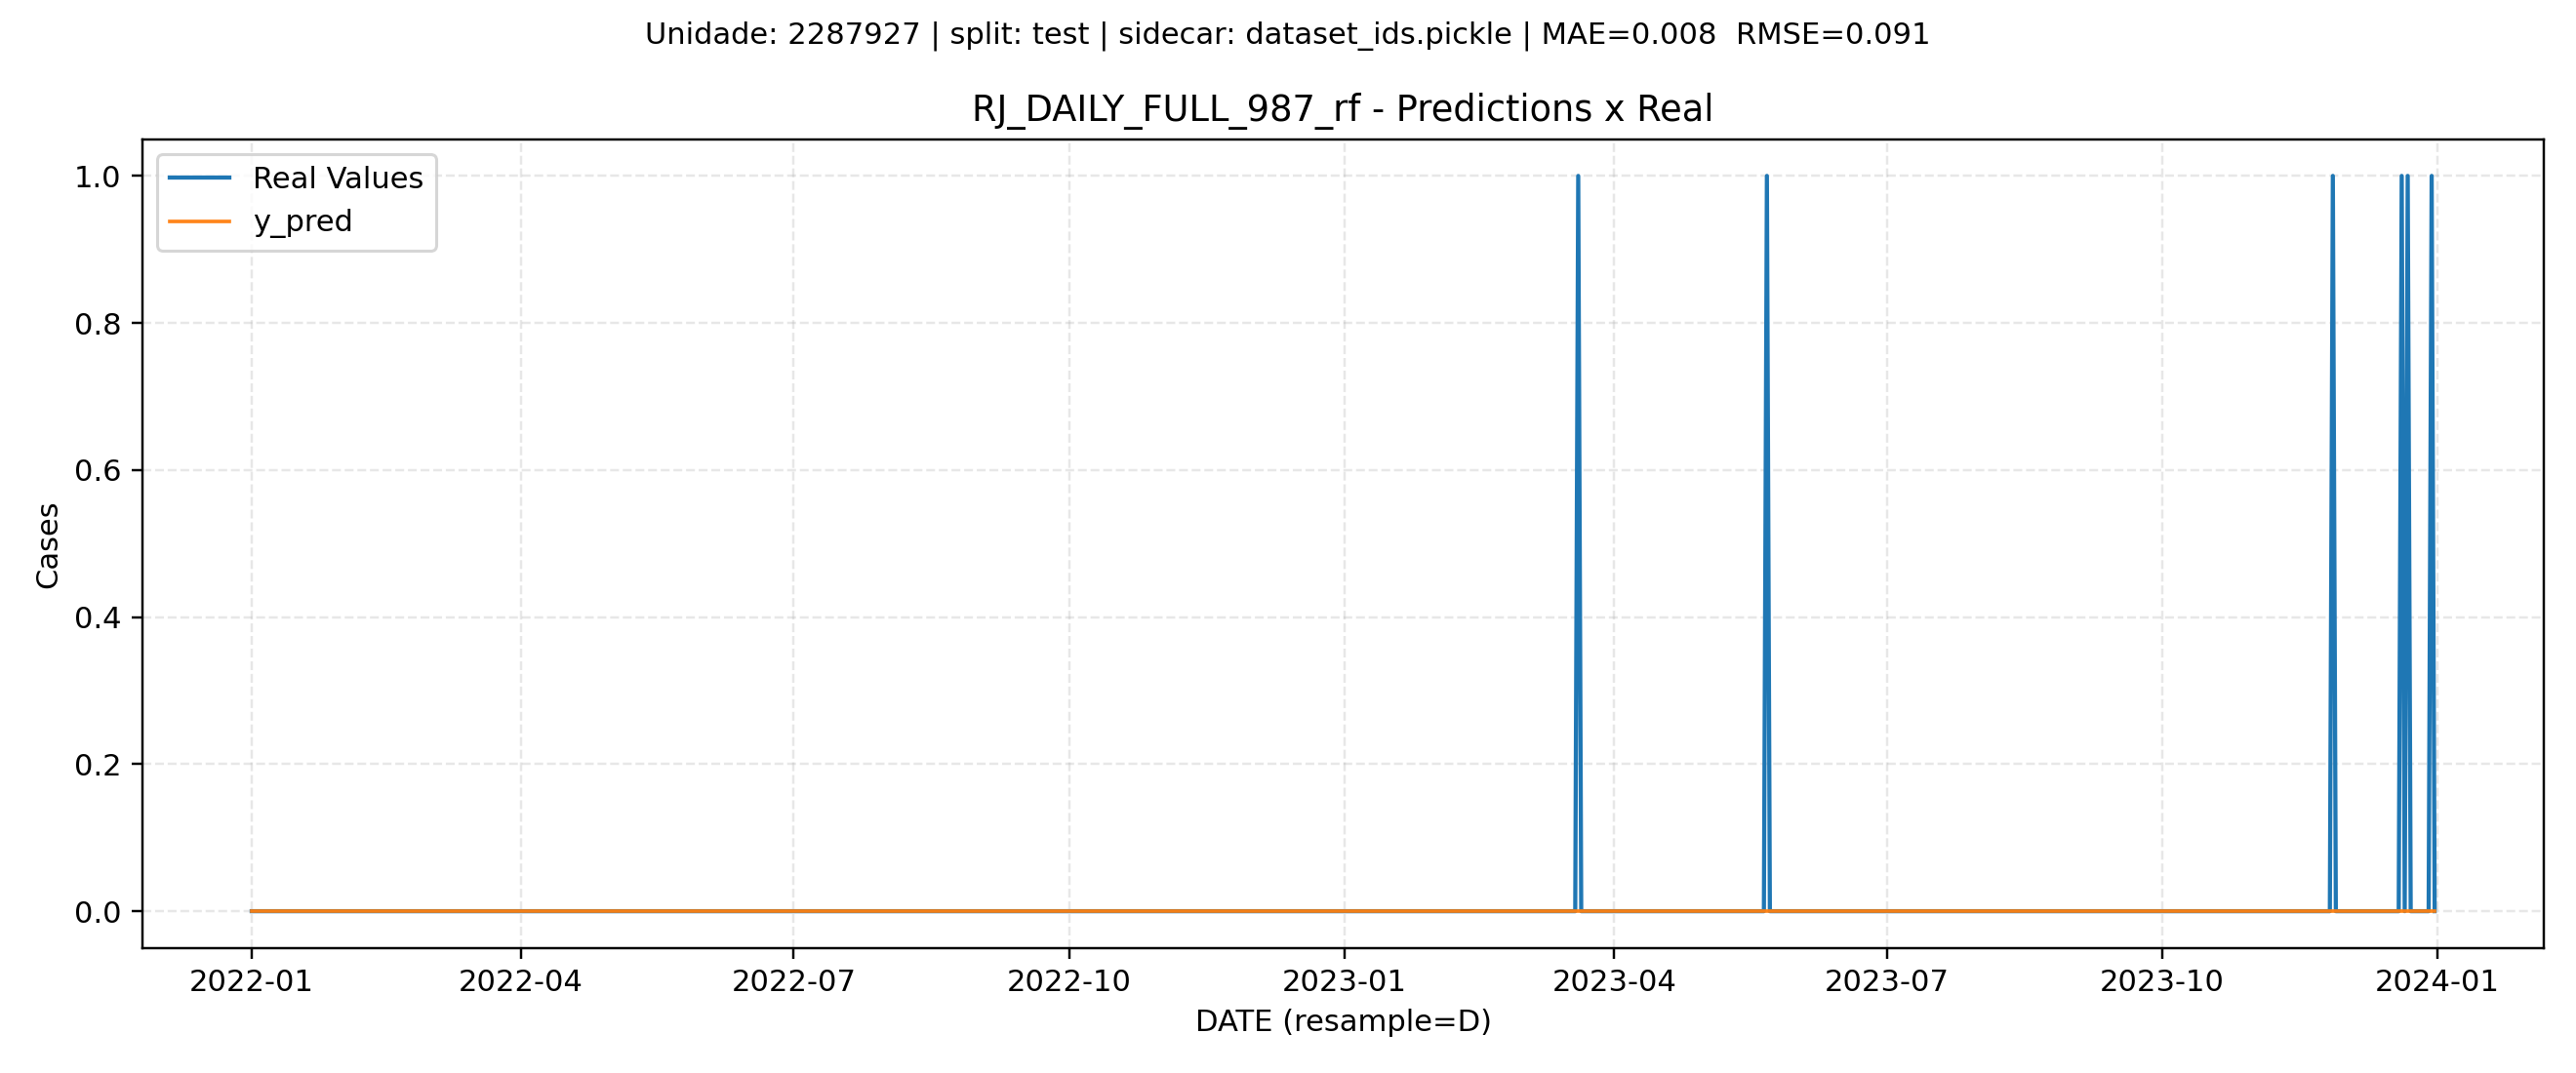 Unidade: 2287927 | split: test | sidecar: dataset_ids.pickle | MAE=0.008  RMSE=0.091
RJ_DAILY_FULL_987_rf - Predictions x Real
Real Values
y_pred
1.0
0.8
0.6
0.4
0.2
0.0
Cases
2022-01 2022-04 2022-07 2022-10 2023-01 2023-04 2023-07 2023-10 2024-01
DATE (resample=D)